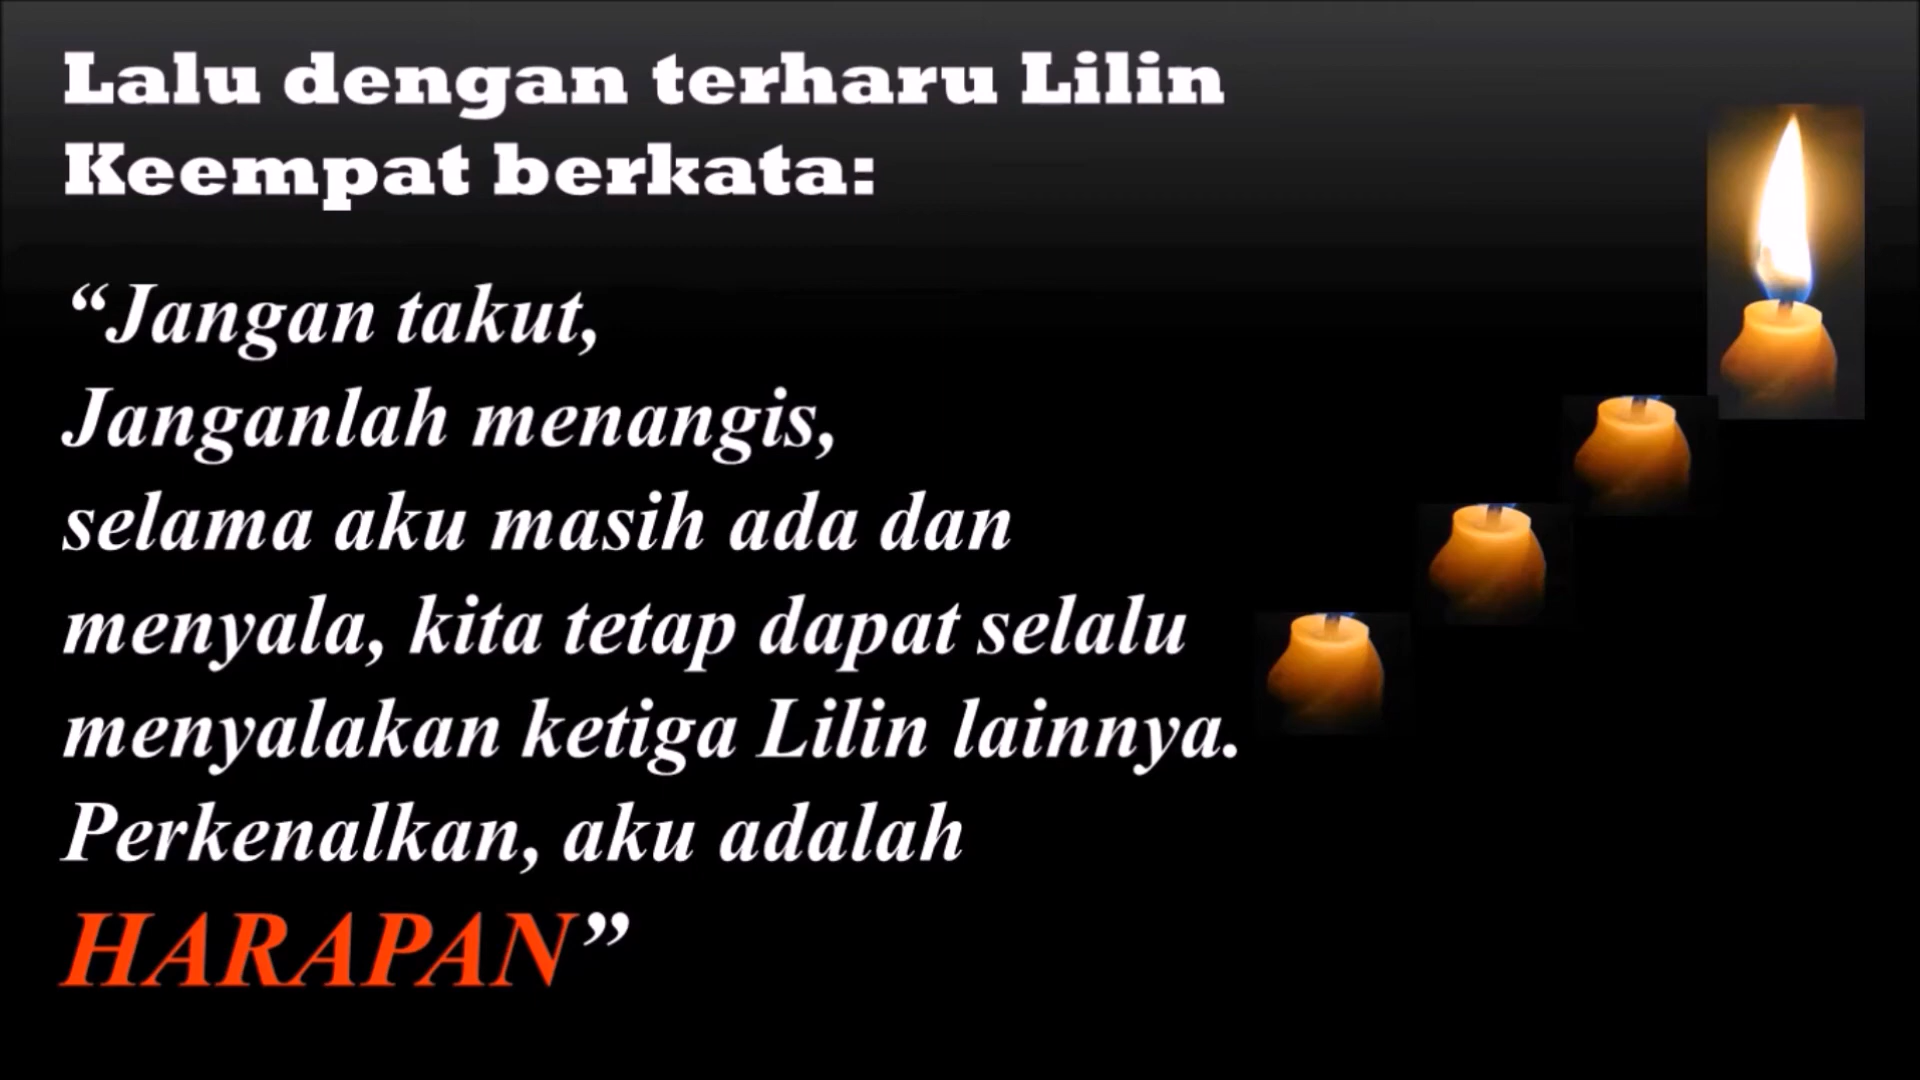 Lalu dengan terharu Lilin
Keempat berkata:
“Jangan takut,
Janganlah menangis,
selama aku masih ada dan
menyala, kita tetap dapat selalu
menyalakan ketiga Lilin lainnya.
Perkenalkan, aku adalah
HARAPAN”